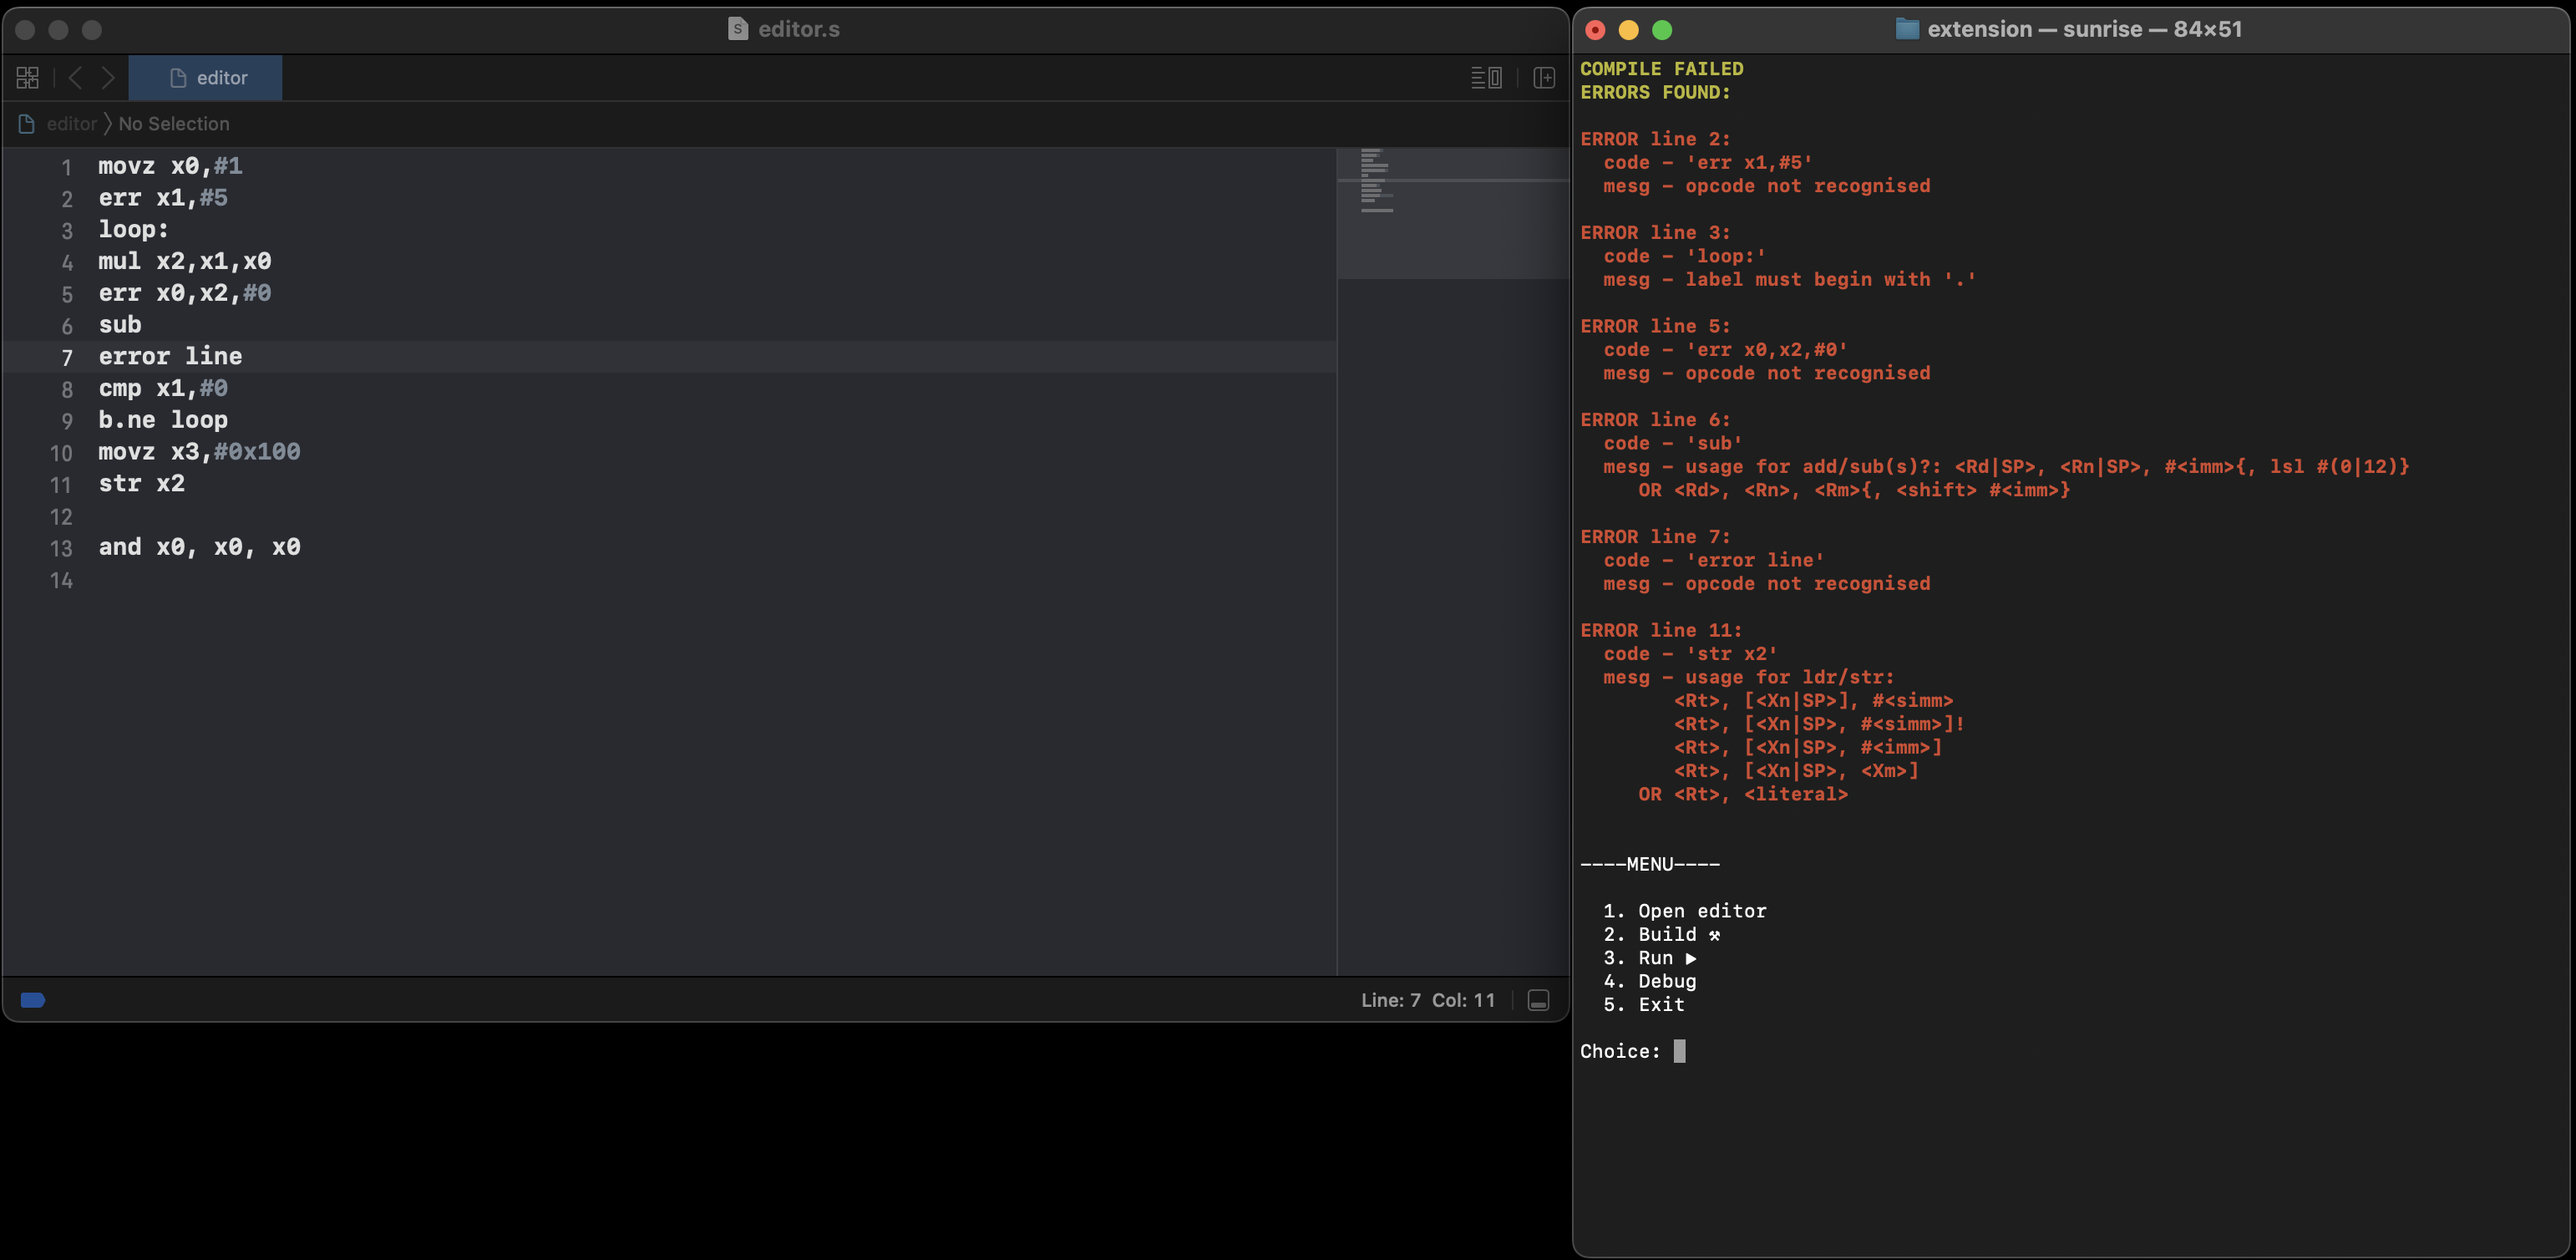 editor.s
editor
editor No Selection
1 movz x0,#1
2 err x1,#5
3 loop:
4 mul x2,x1,x0
5 err x0,x2,#0
6 sub
7 error line
8 cmp x1,#0
9 b.ne loop
10 movz x3,#0x100
11 str x2
12
13 and x0, x0, x0
14
Line: 7 Col: 11
extension — sunrise — 84×51
COMPILE FAILED
ERRORS FOUND:
ERROR line 2:
code - 'err x1,#5'
mesg - opcode not recognised
ERROR line 3:
code - 'loop:'
mesg - label must begin with '.'
ERROR line 5:
code - 'err x0,x2,#0'
mesg - opcode not recognised
ERROR line 6:
code - 'sub'
mesg - usage for add/sub(s)?: <Rd|SP>, <Rn|SP>, #<imm>{, lsl #(0|12)}
OR <Rd>, <Rn>, <Rm>{, <shift> #<imm>}
ERROR line 7:
code - 'error line'
mesg - opcode not recognised
ERROR line 11:
code - 'str x2'
mesg - usage for ldr/str:
<Rt>, [<Xn|SP>], #<simm>
<Rt>, [<Xn|SP>, #<simm>]!
<Rt>, [<Xn|SP>, #<imm>]
<Rt>, [<Xn|SP>, <Xm>]
OR <Rt>, <literal>
----MENU----
1. Open editor
2. Build ⚒
3. Run ▶
4. Debug
5. Exit
Choice: